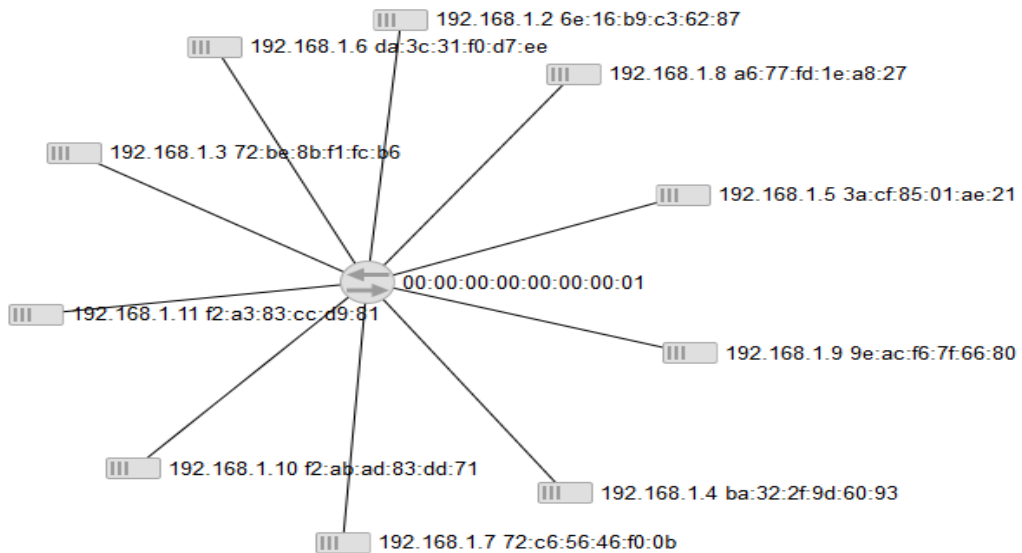 192.168.1.2 6e:16:b9:c3:62:87
192.168.1.6 da:3c:31:f0:d7:ee
192.168.1.8 a6:77:fd:1e:a8:27
192.168.1.3 72:be:8b:f1:fc:b6
192.168.1.5 3a:cf:85:01:ae:21
00:00:00:00:00:00:00:01
192.168.1.11 f2:a3:83:cc:d9:81
192.168.1.9 9e:ac:f6:7f:66:80
192.168.1.10 f2:ab:ad:83:dd:71
192.168.1.4 ba:32:2f:9d:60:93
192.168.1.7 72:c6:56:46:f0:0b